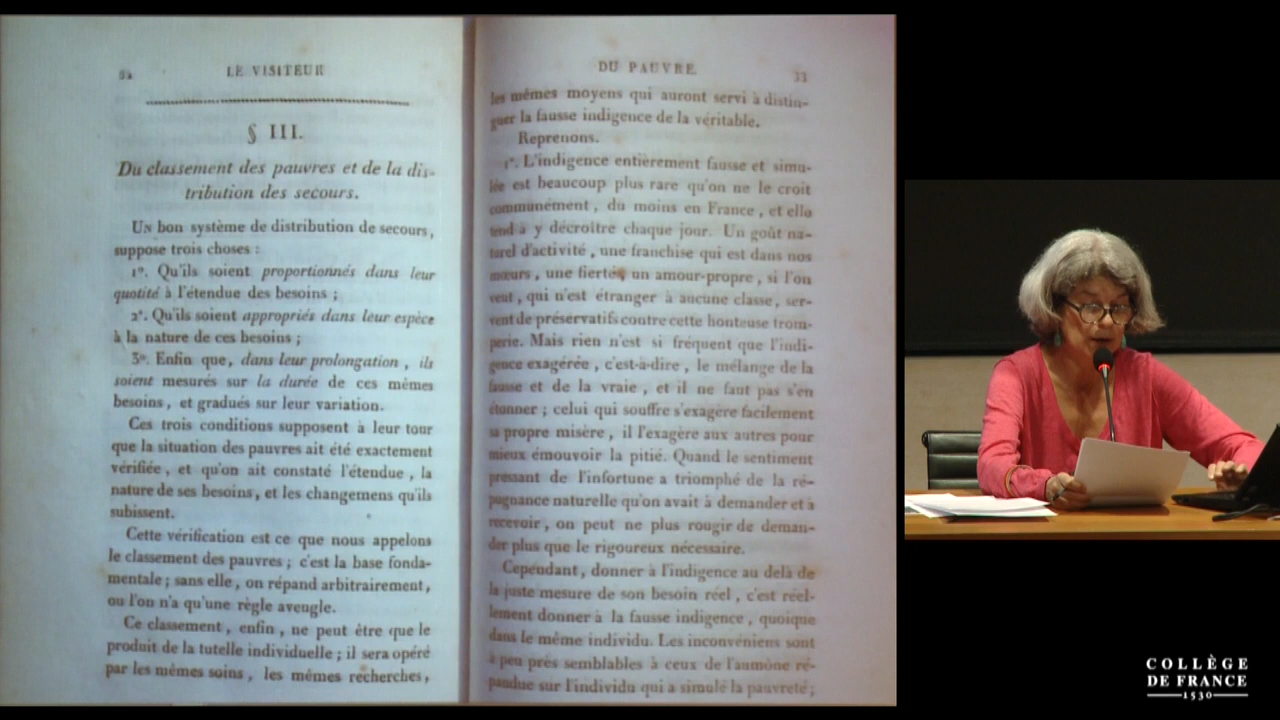 32
LE VISITEUR
§ III.
Du classement des pauvres et de la dis-
tribution des secours.
Un bon système de distribution de secours,
suppose trois choses :
1°. Qu'ils soient proportionnés dans leur
quotité à l'étendue des besoins ;
2°. Qu'ils soient appropriés dans leur espèce
à la nature de ces besoins ;
3°. Enfin que, dans leur prolongation, ils
soient mesurés sur la durée de ces mêmes
besoins, et gradués sur leur variation.
Ces trois conditions supposent à leur tour
que la situation des pauvres ait été exactement
vérifiée, et qu'on ait constaté l'étendue, la
nature de ses besoins, et les changemens qu'ils
subissent.
Cette vérification est ce que nous appelons
le classement des pauvres ; c'est la base fonda-
mentale ; sans elle, on répand arbitrairement,
ou l'on n'a qu'une règle aveugle.
Ce classement, enfin, ne peut être que le
produit de la tutelle individuelle ; il sera opéré
par les mêmes soins, les mêmes recherches,
DU PAUVRE.
33
les mêmes moyens qui auront servi à distin-
guer la fausse indigence de la véritable.
Reprenons.
1°. L'indigence entièrement fausse et simu-
lée est beaucoup plus rare qu'on ne le croit
communément, du moins en France, et elle
tend à y décroître chaque jour. Un goût na-
turel d'activité, une franchise qui est dans nos
mœurs, une fierté, un amour-propre, si l'on
veut, qui n'est étranger à aucune classe, ser-
vent de préservatifs contre cette honteuse trom-
perie. Mais rien n'est si fréquent que l'indi-
gence exagérée, c'est-à-dire, le mélange de la
fausse et de la vraie, et il ne faut pas s'en
étonner ; celui qui souffre s'exagère facilement
sa propre misère, il l'exagère aux autres pour
mieux émouvoir la pitié. Quand le sentiment
pressant de l'infortune a triomphé de la ré-
pugnance naturelle qu'on avait à demander et à
recevoir, on peut ne plus rougir de deman-
der plus que le rigoureux nécessaire.
Cependant, donner à l'indigence au delà de
la juste mesure de son besoin réel, c'est réel-
lement donner à la fausse indigence, quoique
dans le même individu. Les inconvéniens sont
à peu près semblables à ceux de l'aumône ré-
pandue sur l'individu qui a simulé la pauvreté ;
COLLÈGE
DE FRANCE
1530